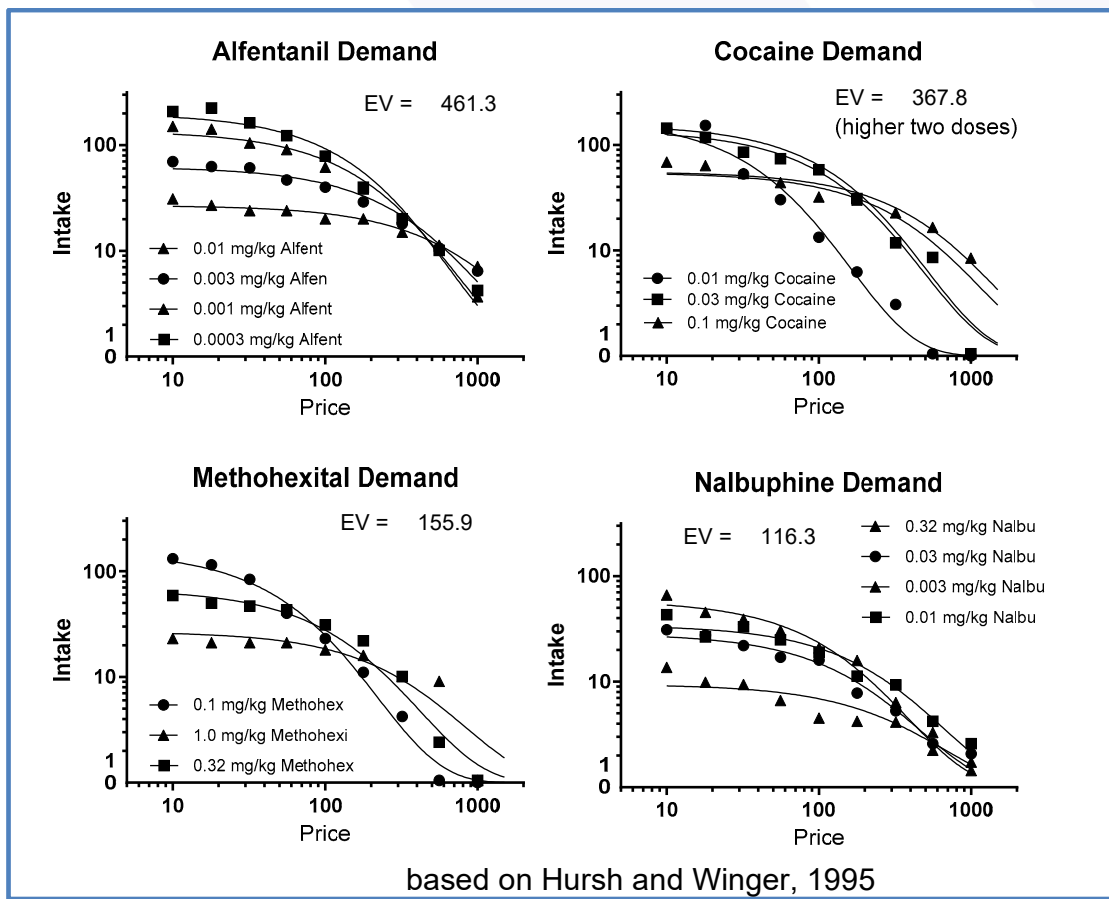 Alfentanil Demand
EV = 461.3
Intake
100
10
1
0
0.01 mg/kg Alfent
0.003 mg/kg Alfen
0.001 mg/kg Alfent
0.0003 mg/kg Alfent
10 100 1000
Price
Cocaine Demand
EV = 367.8
(higher two doses)
Intake
100
10
1
0
0.01 mg/kg Cocaine
0.03 mg/kg Cocaine
0.1 mg/kg Cocaine
10 100 1000
Price
Methohexital Demand
EV = 155.9
Intake
100
10
1
0
0.1 mg/kg Methohex
1.0 mg/kg Methohexi
0.32 mg/kg Methohex
10 100 1000
Price
Nalbuphine Demand
EV = 116.3
0.32 mg/kg Nalbu
0.03 mg/kg Nalbu
0.003 mg/kg Nalbu
0.01 mg/kg Nalbu
Intake
100
10
1
0
10 100 1000
Price
based on Hursh and Winger, 1995